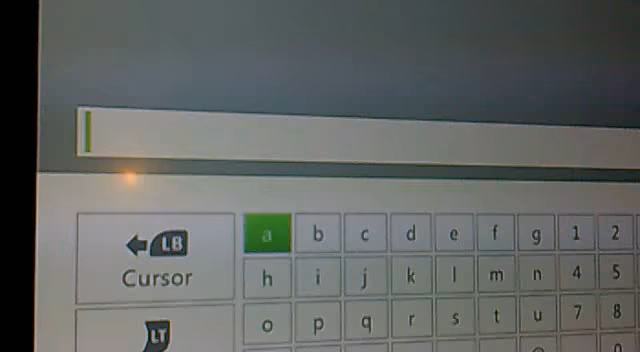 LB a b c d e f g 1 2
Cursor h i j k l m n 4 5
LT o p q r s t u 7 8